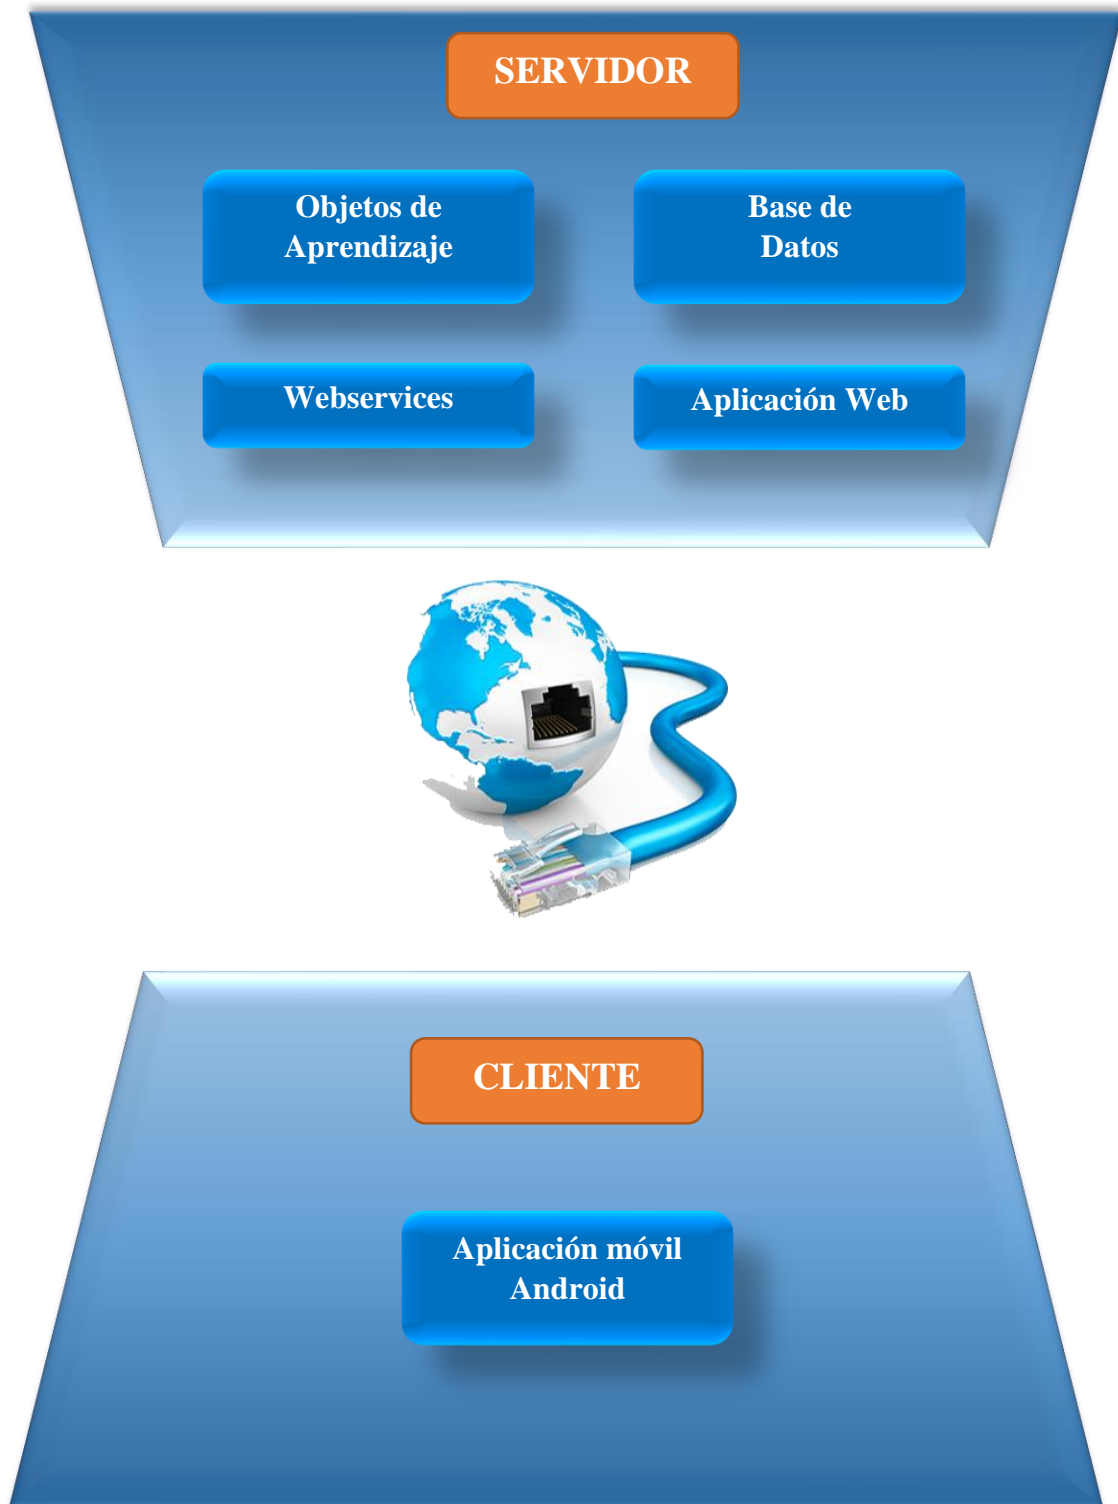 SERVIDOR
Objetos de
Aprendizaje
Base de
Datos
Webservices
Aplicación Web
CLIENTE
Aplicación móvil
Android